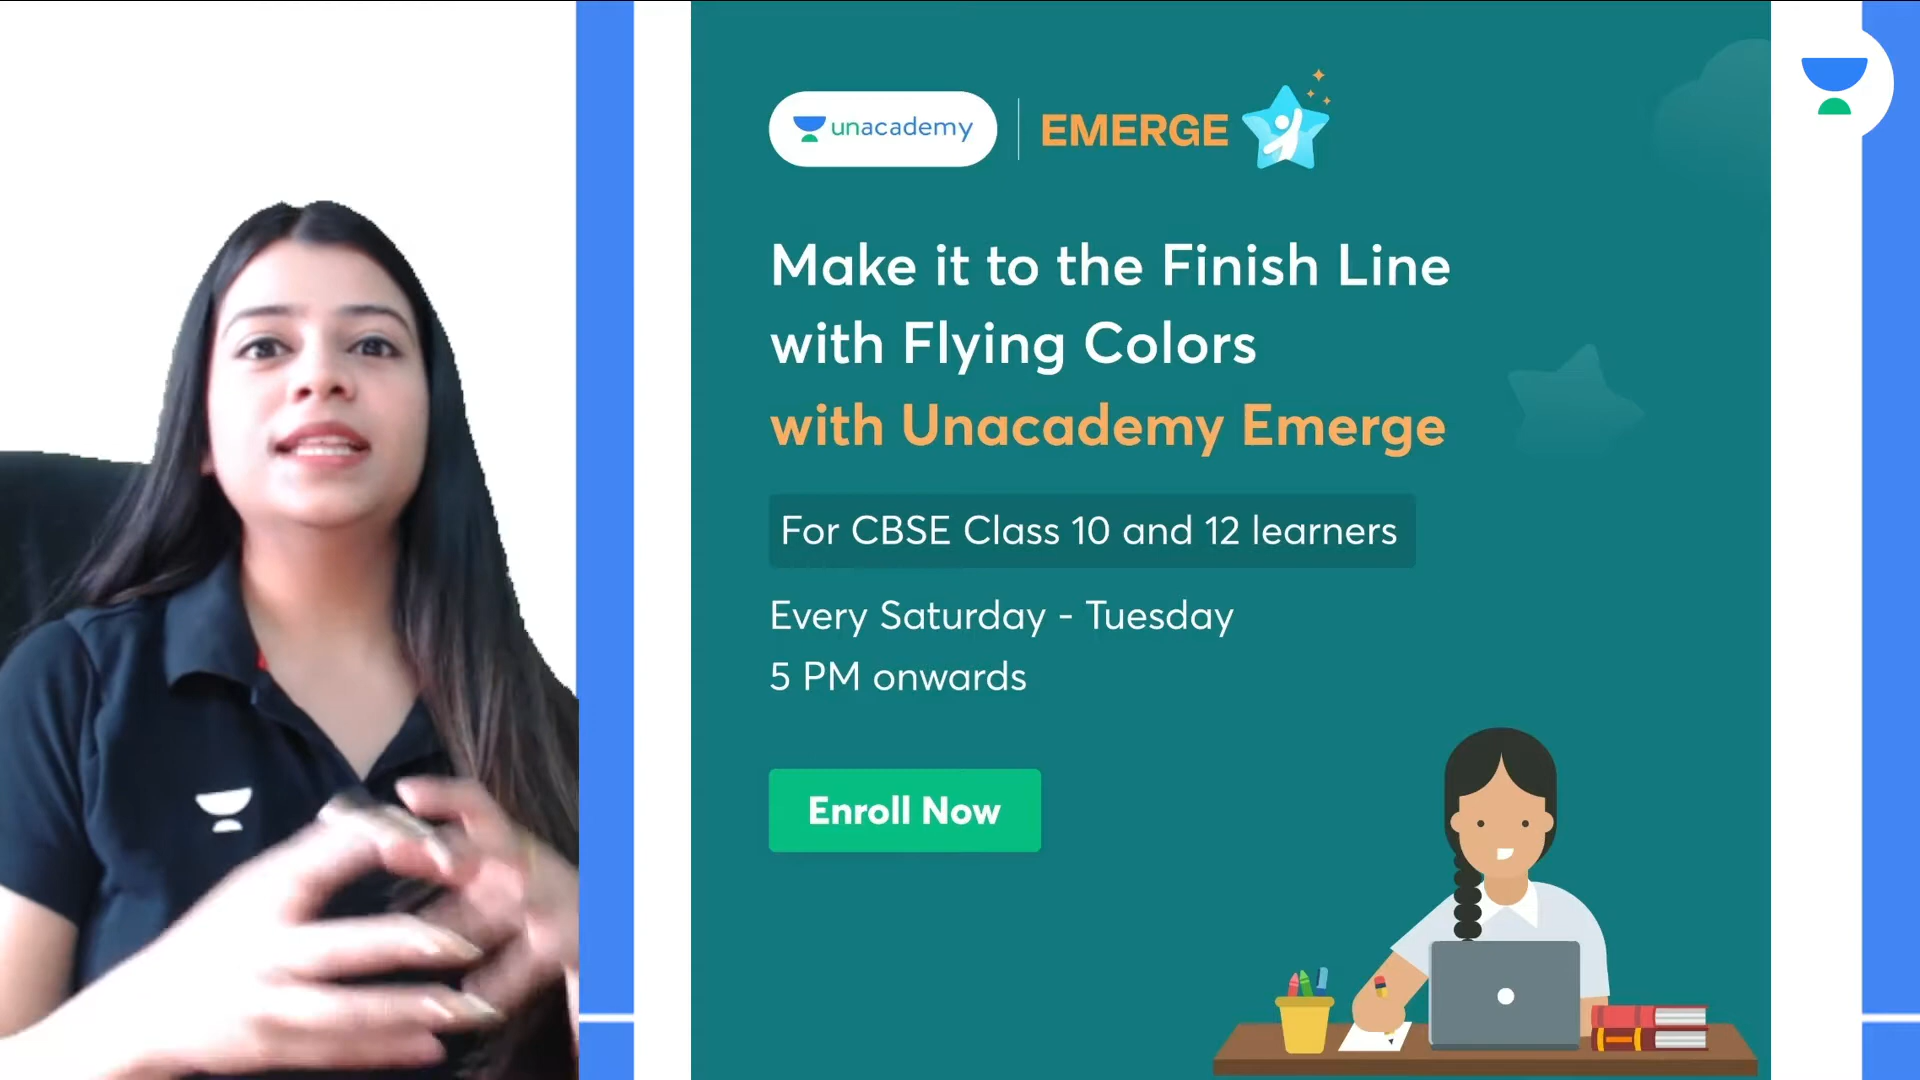 unacademy
EMERGE
Make it to the Finish Line
with Flying Colors
with Unacademy Emerge
For CBSE Class 10 and 12 learners
Every Saturday - Tuesday
5 PM onwards
Enroll Now